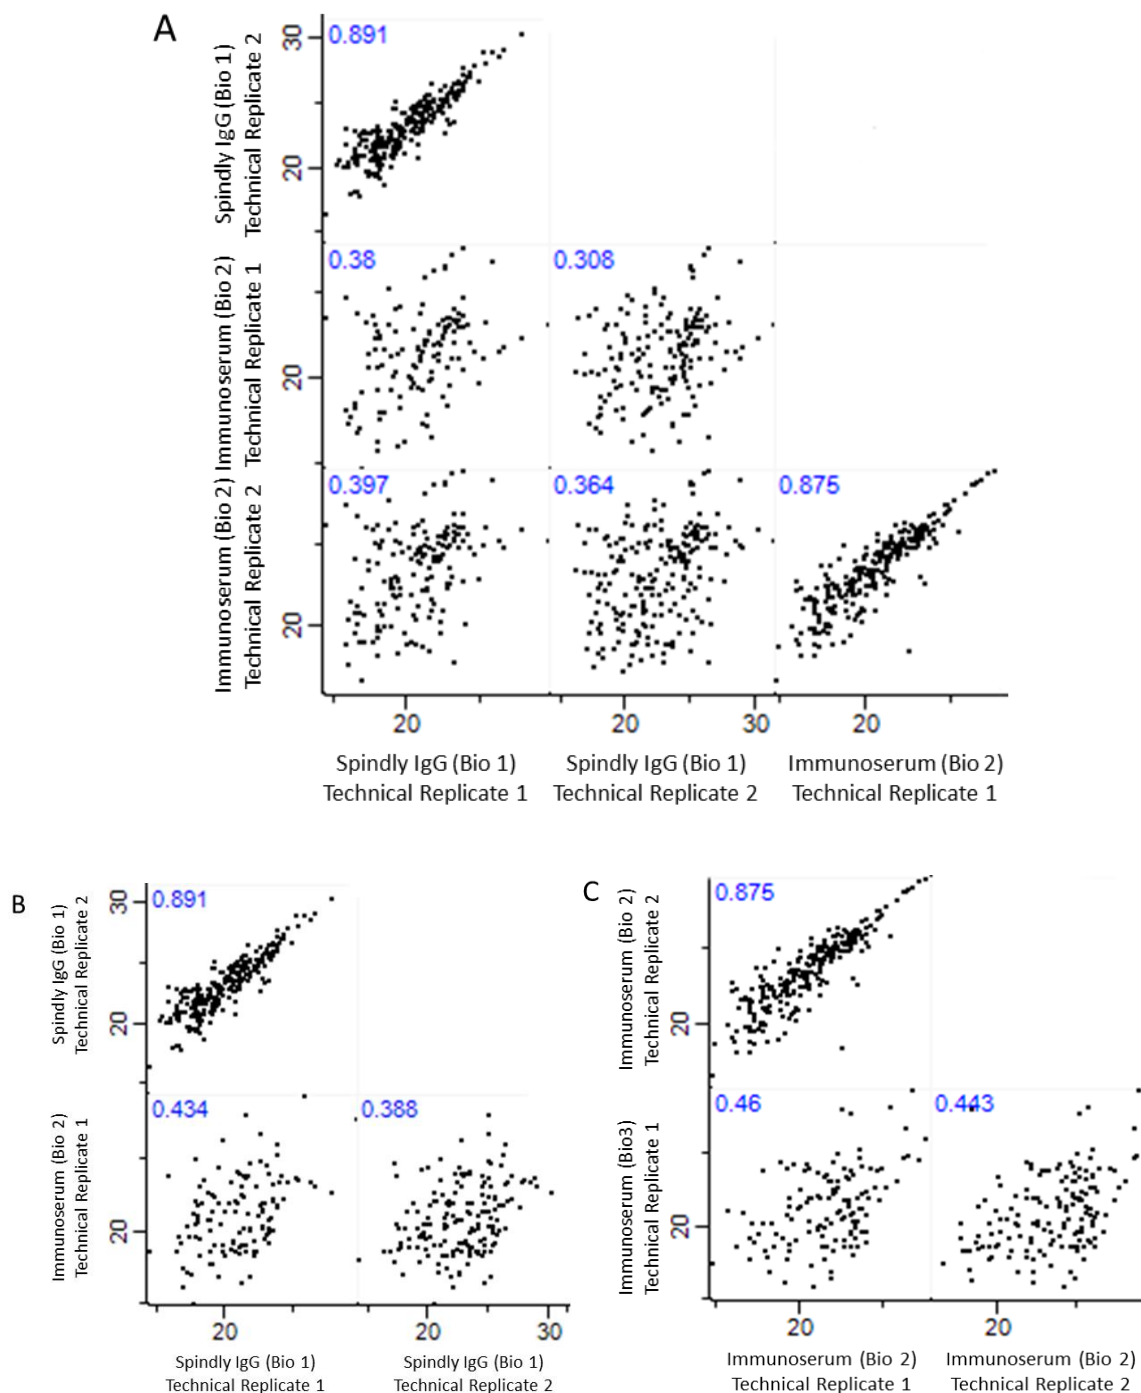 A
Spindly IgG (Bio 1)
Technical Replicate 2
30
20
0.891
Immunoserum (Bio 2)
Technical Replicate 1
20
0.38
0.308
Immunoserum (Bio 2)
Technical Replicate 2
20
0.397
0.364
0.875
20
20
30
20
Spindly IgG (Bio 1)
Technical Replicate 1
Spindly IgG (Bio 1)
Technical Replicate 2
Immunoserum (Bio 2)
Technical Replicate 1
B
Spindly IgG (Bio 1)
Technical Replicate 2
30
20
0.891
Immunoserum (Bio 2)
Technical Replicate 1
20
0.434
0.388
20
20
30
Spindly IgG (Bio 1)
Technical Replicate 1
Spindly IgG (Bio 1)
Technical Replicate 2
C
Immunoserum (Bio 2)
Technical Replicate 2
20
0.875
Immunoserum (Bio3)
Technical Replicate 1
20
0.46
0.443
20
20
Immunoserum (Bio 2)
Technical Replicate 1
Immunoserum (Bio 2)
Technical Replicate 2